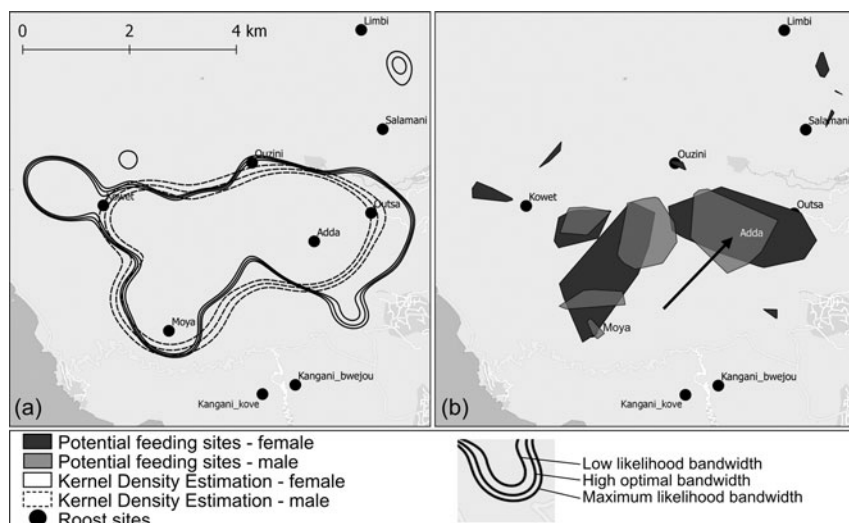 0 2 4 km
Limbi
Salamani
Ouzini
Kowet
Outsa
Adda
Moya
Kangani_kove
Kangani_bwejou
(a)
Limbi
Salamani
Ouzini
Kowet
Outsa
Adda
Moya
Kangani_bwejou
Kangani_kove
(b)
Potential feeding sites - female
Potential feeding sites - male
Kernel Density Estimation - female
Kernel Density Estimation - male
Roost sites
Low likelihood bandwidth
High optimal bandwidth
Maximum likelihood bandwidth